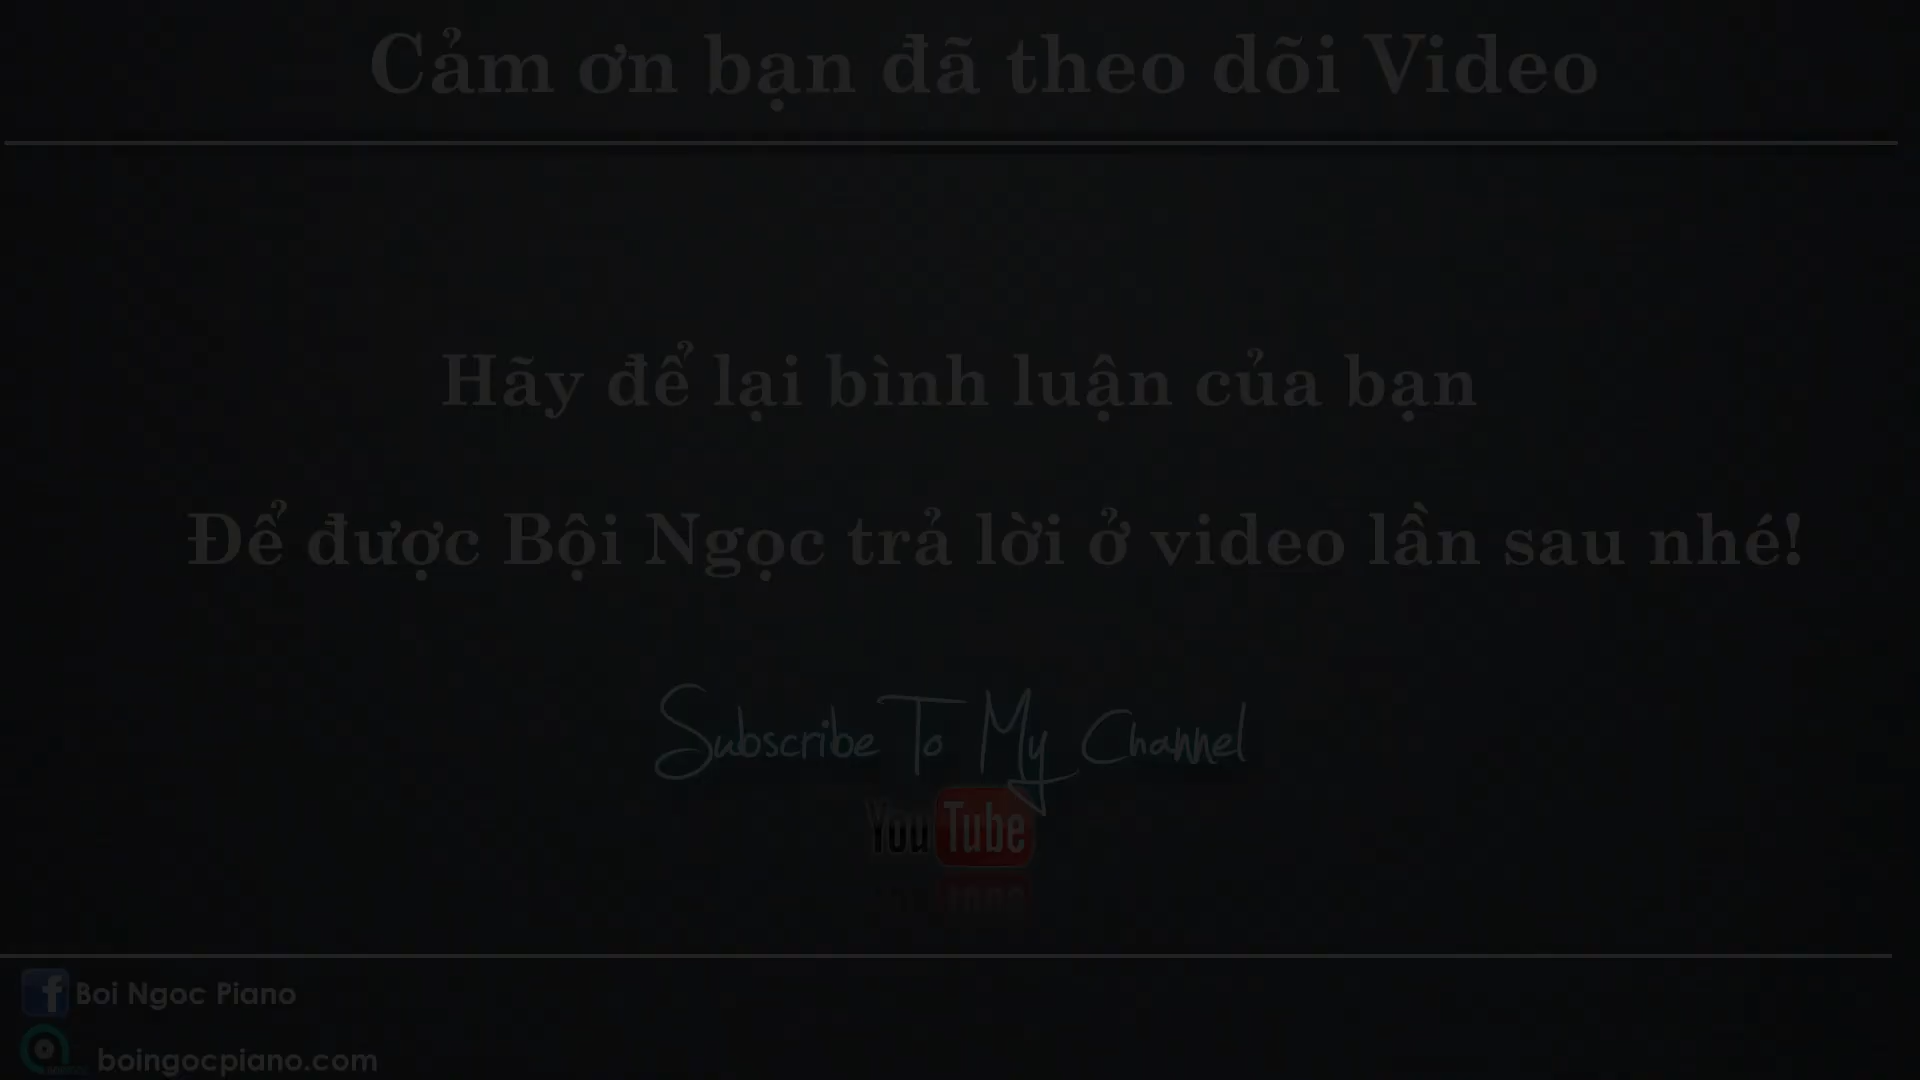 Cảm ơn bạn đã theo dõi Video
Hãy để lại bình luận của bạn
Để được Bội Ngọc trả lời ở video lần sau nhé!
Subscribe To My Channel
YouTube
Boi Ngoc Piano
boingocpiano.com